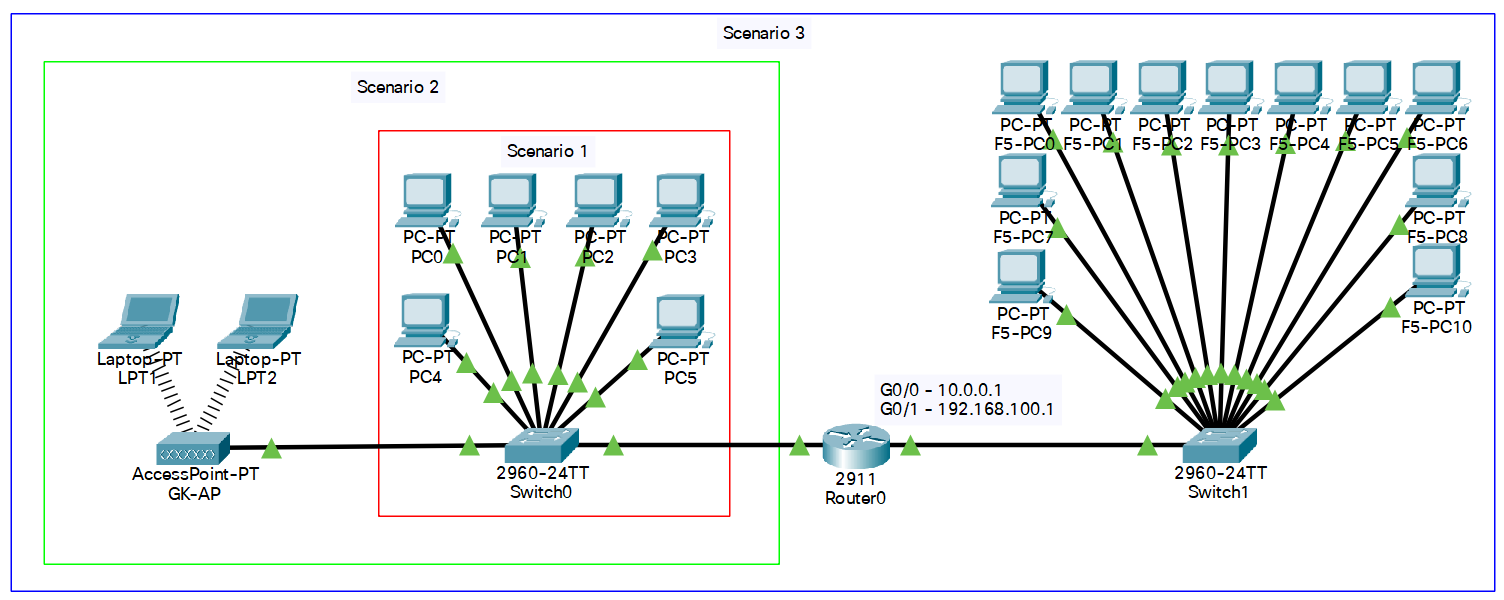 Scenario 3
Scenario 2
Scenario 1
PC-PT
PC0
PC-PT
PC1
PC-PT
PC2
PC-PT
PC3
PC-PT
PC4
PC-PT
PC5
Laptop-PT
LPT1
Laptop-PT
LPT2
AccessPoint-PT
GK-AP
2960-24TT
Switch0
G0/0 - 10.0.0.1
G0/1 - 192.168.100.1
2911
Router0
PC-PT
F5-PC0
PC-PT
F5-PC1
PC-PT
F5-PC2
PC-PT
F5-PC3
PC-PT
F5-PC4
PC-PT
F5-PC5
PC-PT
F5-PC6
PC-PT
F5-PC7
PC-PT
F5-PC8
PC-PT
F5-PC9
PC-PT
F5-PC10
2960-24TT
Switch1